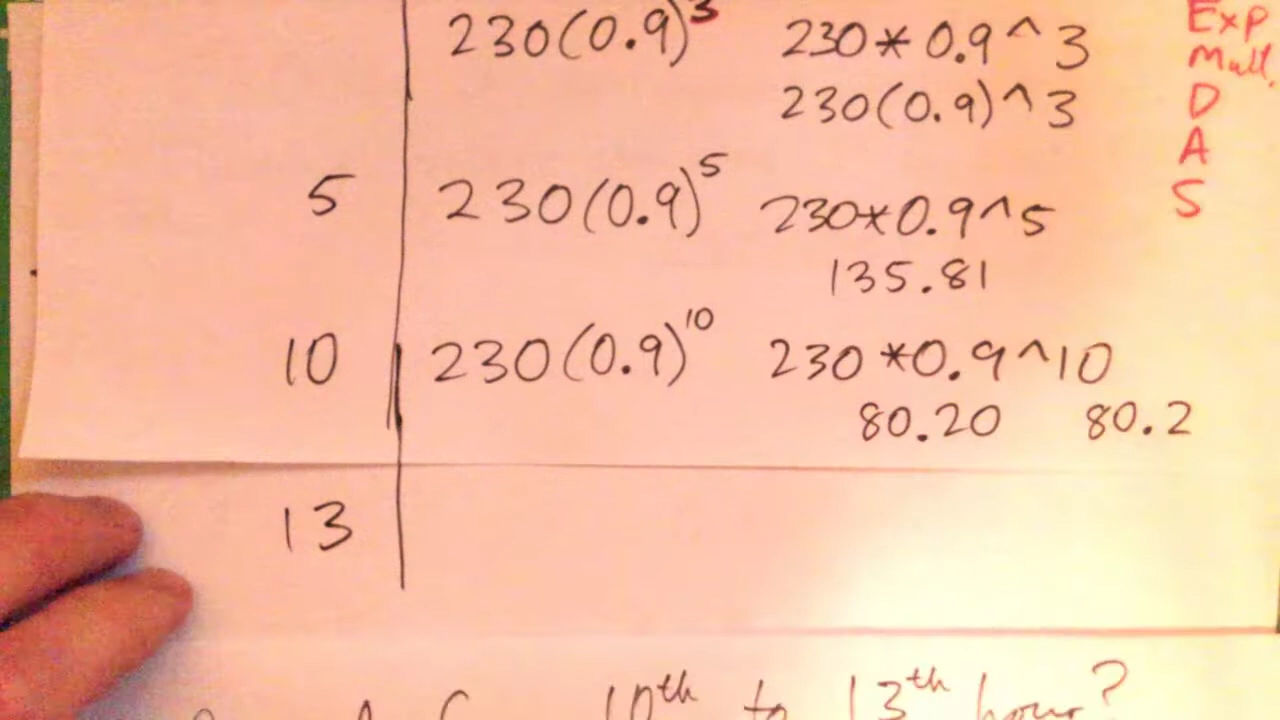 230(0.9)^3 230*0.9^3 Exp
230(0.9)^3 Mult.
D
A
5 230(0.9)^5 230*0.9^5 S
135.81
10 230(0.9)^10 230*0.9^10
80.20 80.2
13
10th to 13th hour?